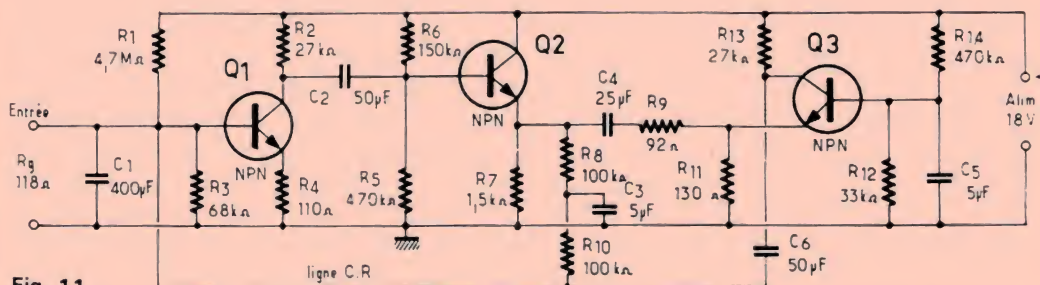 R1
4,7MΩ
R2
27kΩ
R6
150kΩ
Q1
Q2
Q3
R13
27kΩ
R14
470kΩ
C2
50µF
NPN
C4
25µF
R9
92Ω
NPN
Alim
18V
Entrée
Rg
118Ω
C1
400µF
NPN
R3
68kΩ
R4
110Ω
R5
470kΩ
R7
1,5kΩ
R8
100kΩ
C3
5µF
R11
130Ω
R12
33kΩ
C5
5µF
R10
100kΩ
C6
50µF
ligne C.R
Fig. 11